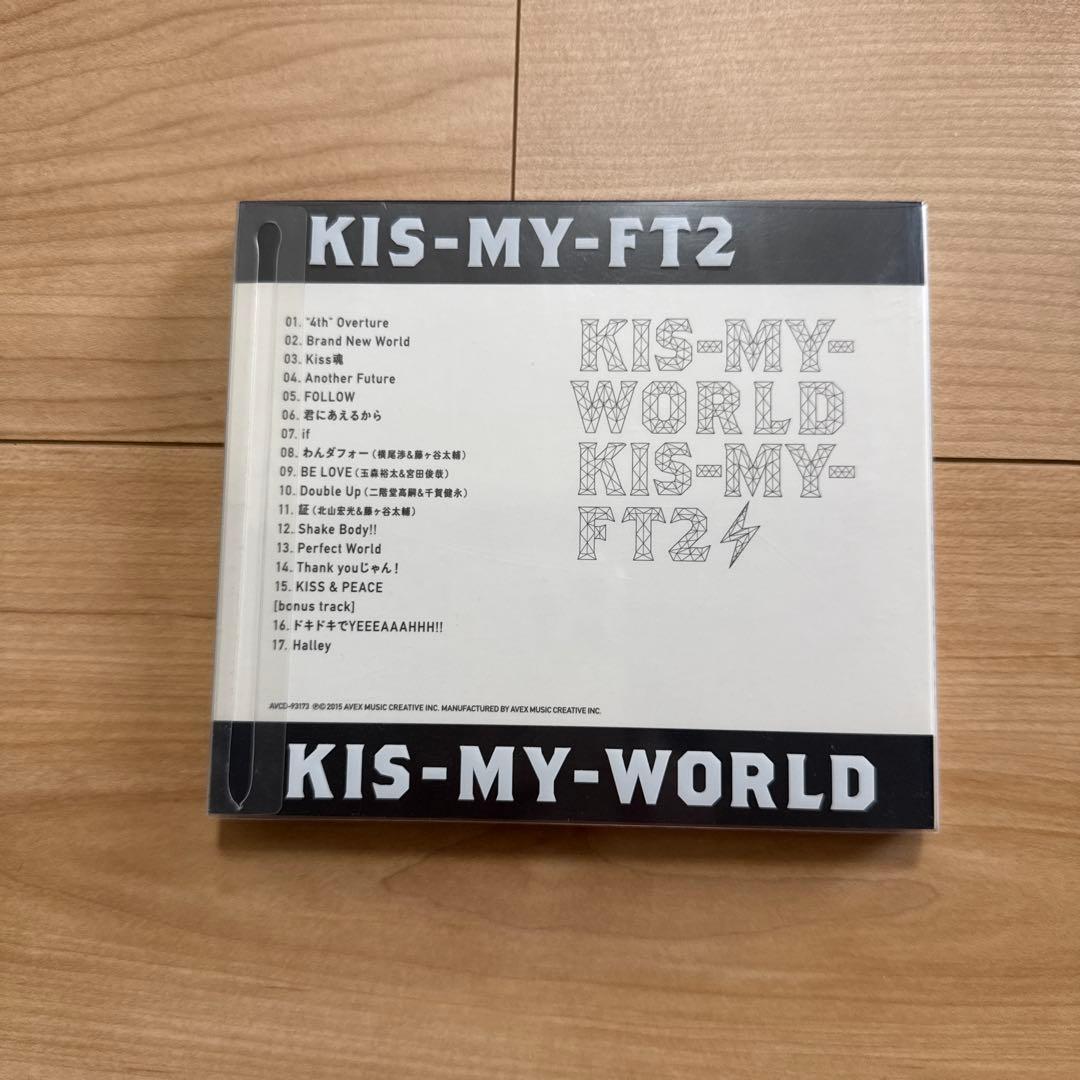 KIS-MY-FT2
01. "4th" Overture
02. Brand New World
03. Kiss魂
04. Another Future
05. FOLLOW
06. 君にあえるから
07. if
08. わんダフォー（横尾渉&藤ヶ谷太輔）
09. BE LOVE（玉森裕太&宮田俊哉）
10. Double Up（二階堂高嗣&千賀健永）
11. 証（北山宏光&藤ヶ谷太輔）
12. Shake Body!!
13. Perfect World
14. Thank youじゃん!
15. KISS & PEACE
[bonus track]
16. ドキドキでYEEEAAAHHH!!
17. Halley
KIS-MY-
WORLD
KIS-MY-
FT2
AVCD-93173 ℗© 2015 AVEX MUSIC CREATIVE INC. MANUFACTURED BY AVEX MUSIC CREATIVE INC.
KIS-MY-WORLD